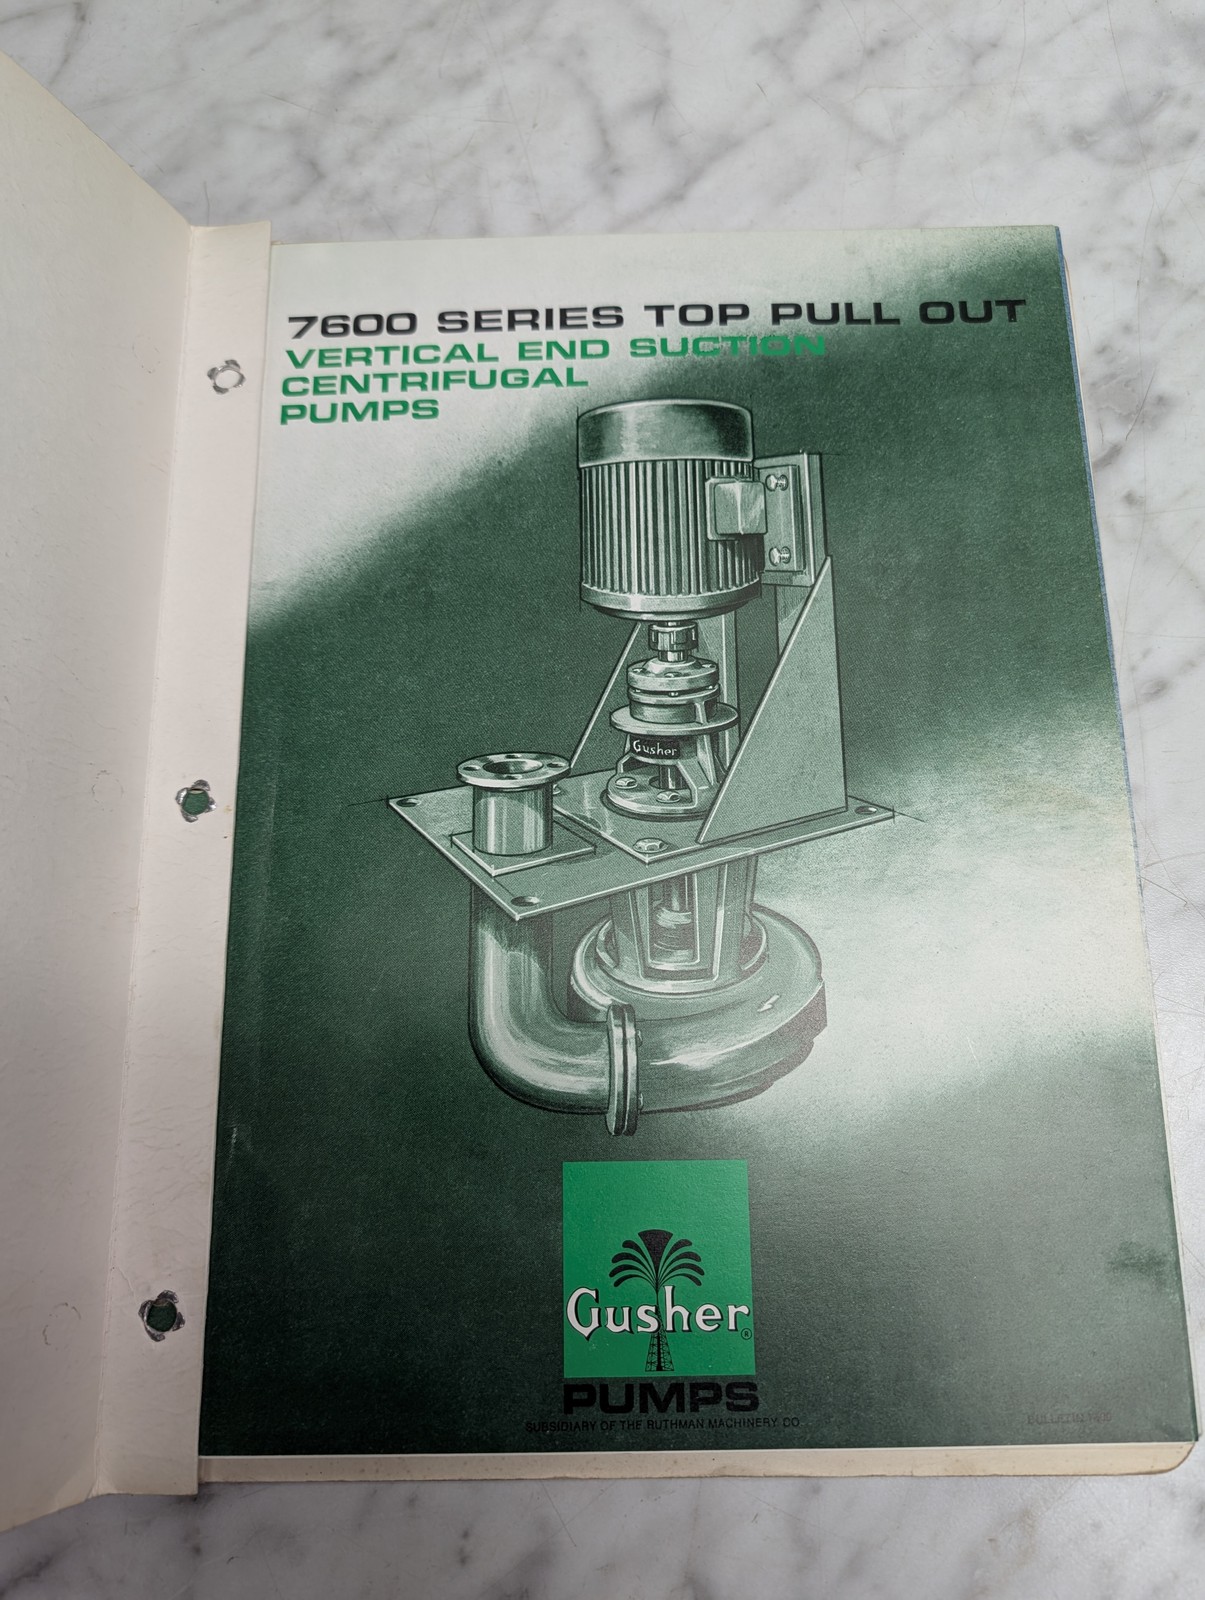 7600 SERIES TOP PULL OUT
VERTICAL END SUCTION
CENTRIFUGAL
PUMPS
Gusher
Gusher®
PUMPS
SUBSIDIARY OF THE RUTHMAN MACHINERY CO
BULLETIN